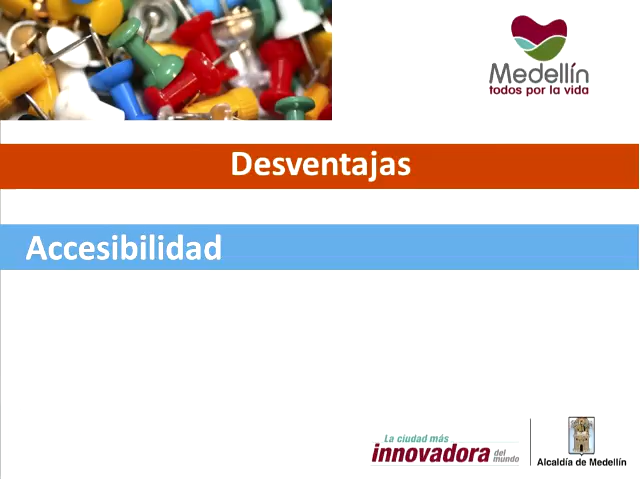 Medellín
todos por la vida
Desventajas
Accesibilidad
La ciudad más
innovadora del mundo
Alcaldía de Medellín